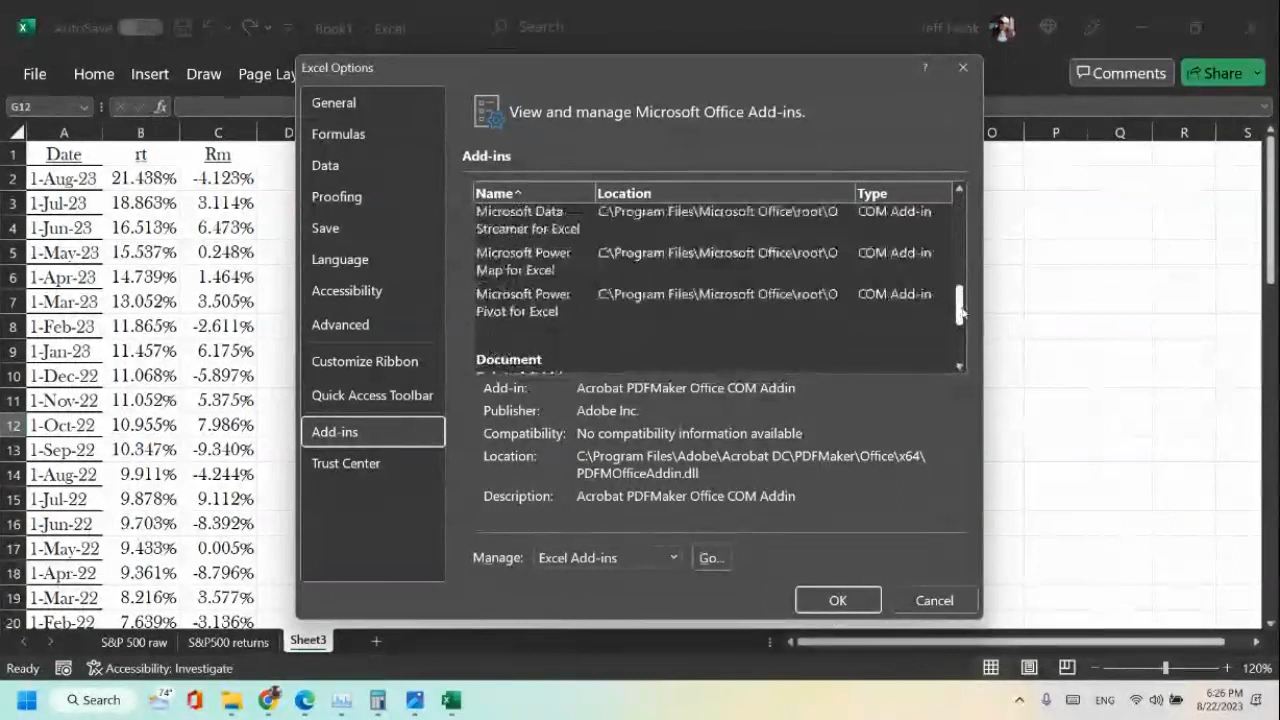 AutoSave
Book1 - Excel
Search
File
Home
Insert
Draw
Page Lay
Comments
Share
G12
fx
A
B
C
D
O
P
Q
R
S
1 Date rt Rm
2 1-Aug-23 21.438% -4.123%
3 1-Jul-23 18.863% 3.114%
4 1-Jun-23 16.513% 6.473%
5 1-May-23 15.537% 0.248%
6 1-Apr-23 14.739% 1.464%
7 1-Mar-23 13.052% 3.505%
8 1-Feb-23 11.865% -2.611%
9 1-Jan-23 11.457% 6.175%
10 1-Dec-22 11.068% -5.897%
11 1-Nov-22 11.052% 5.375%
12 1-Oct-22 10.955% 7.986%
13 1-Sep-22 10.347% -9.340%
14 1-Aug-22 9.911% -4.244%
15 1-Jul-22 9.878% 9.112%
16 1-Jun-22 9.703% -8.392%
17 1-May-22 9.433% 0.005%
18 1-Apr-22 9.361% -8.796%
19 1-Mar-22 8.216% 3.577%
20 1-Feb-22 7.639% -3.136%
Excel Options
?
General
Formulas
Data
Proofing
Save
Language
Accessibility
Advanced
Customize Ribbon
Quick Access Toolbar
Add-ins
Trust Center
View and manage Microsoft Office Add-ins.
Add-ins
Name Location Type
Microsoft Data C:\Program Files\Microsoft Office\root\O COM Add-in
Streamer for Excel
Microsoft Power C:\Program Files\Microsoft Office\root\O COM Add-in
Map for Excel
Microsoft Power C:\Program Files\Microsoft Office\root\O COM Add-in
Pivot for Excel
Document
Add-in: Acrobat PDFMaker Office COM Addin
Publisher: Adobe Inc.
Compatibility: No compatibility information available
Location: C:\Program Files\Adobe\Acrobat DC\PDFMaker\Office\x64\
PDFMOfficeAddin.dll
Description: Acrobat PDFMaker Office COM Addin
Manage: Excel Add-ins Go...
OK
Cancel
S&P 500 raw
S&P500 returns
Sheet3
Ready
Accessibility: Investigate
120%
Search
74°
ENG
6:26 PM
8/22/2023